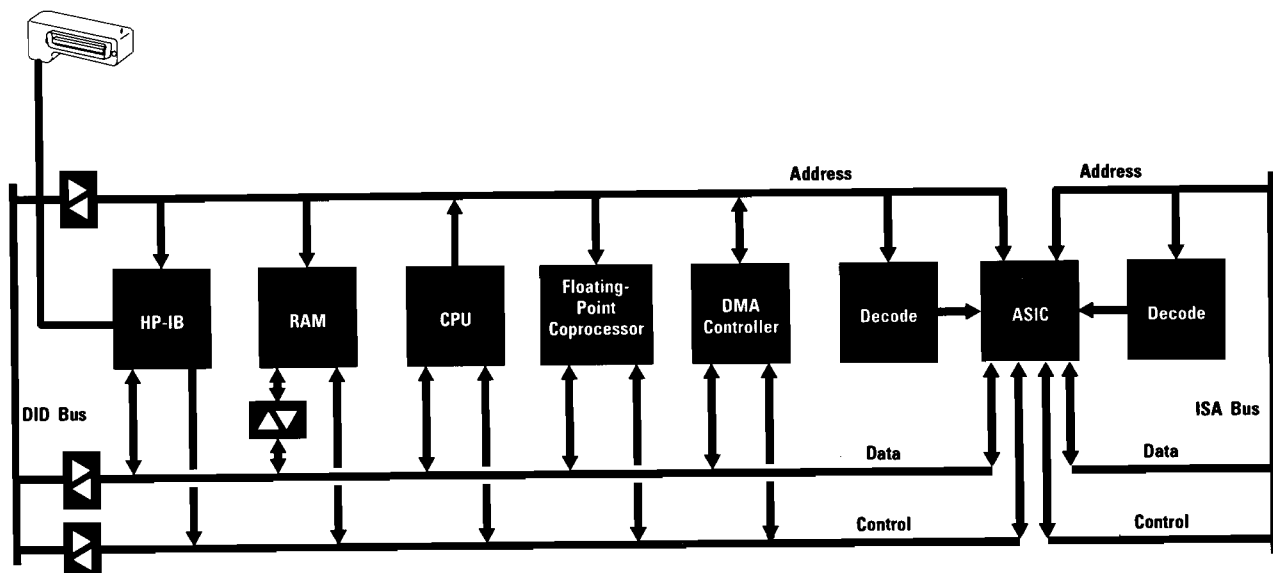 Address
Address
HP-IB
RAM
CPU
Floating-
Point
Coprocessor
DMA
Controller
Decode
ASIC
Decode
DID Bus
ISA Bus
Data
Data
Control
Control